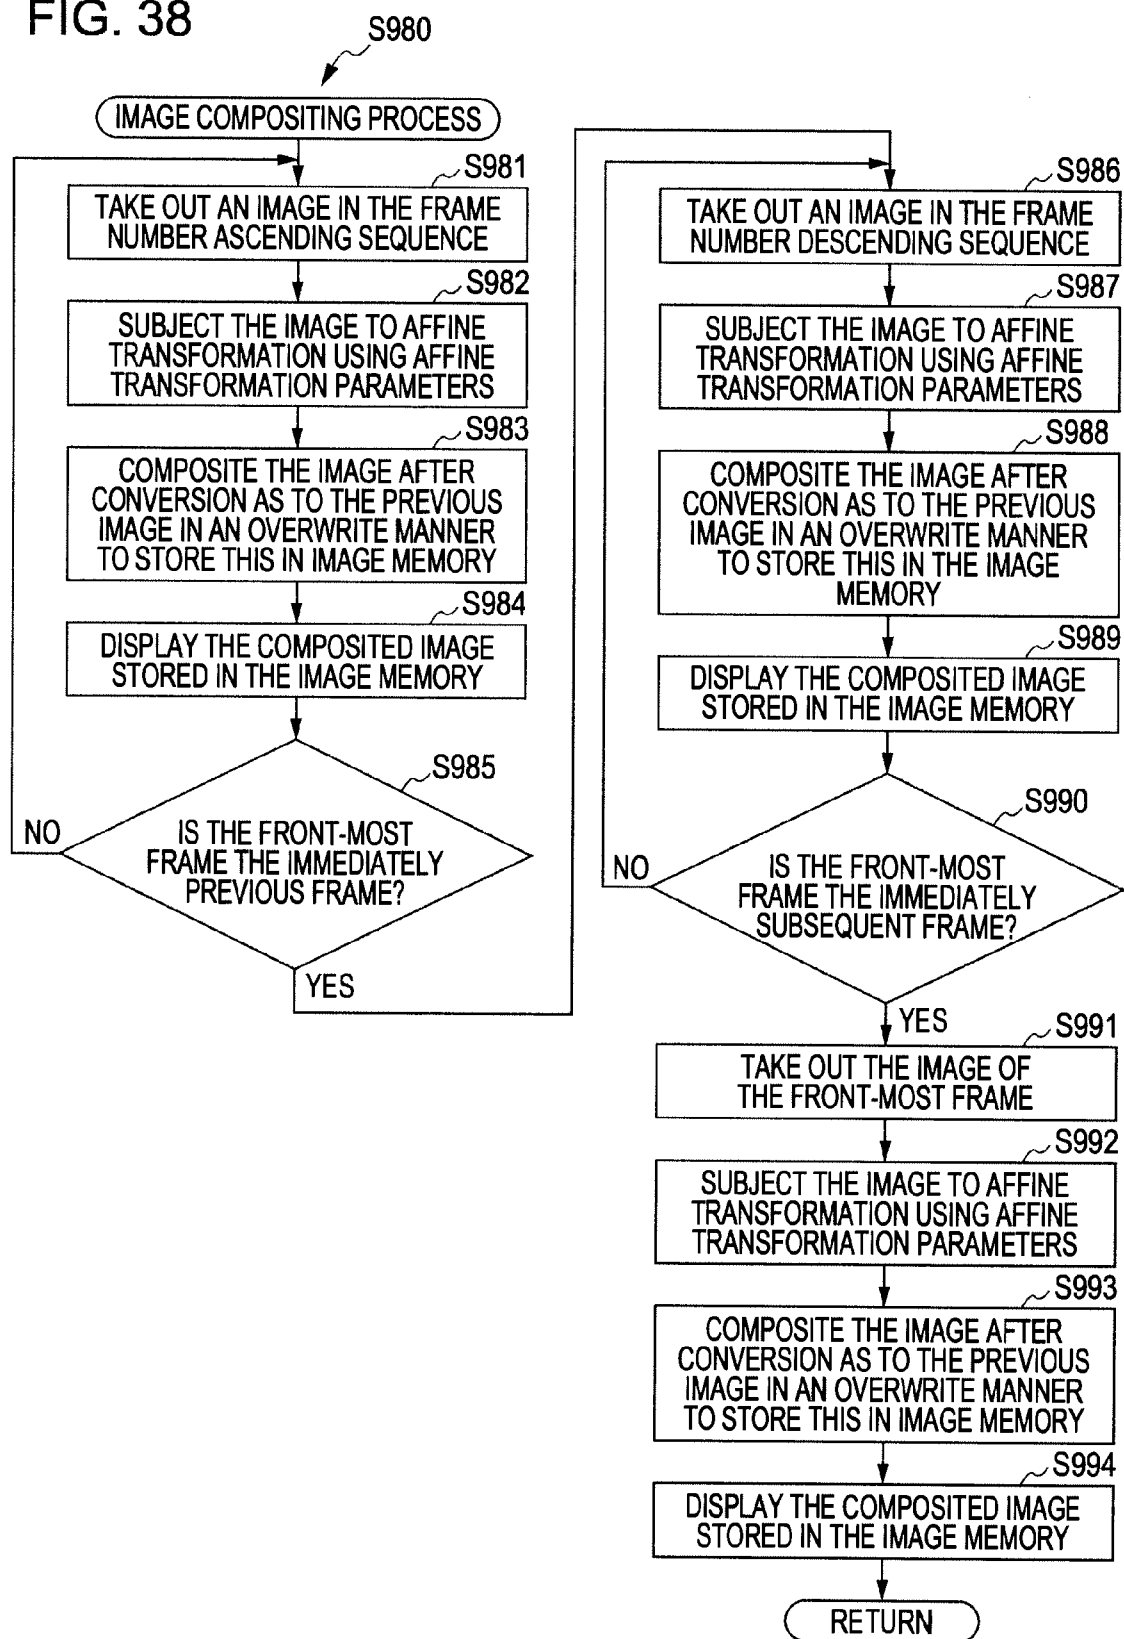 FIG. 38
S980
IMAGE COMPOSITING PROCESS
S981
TAKE OUT AN IMAGE IN THE FRAME
NUMBER ASCENDING SEQUENCE
S982
SUBJECT THE IMAGE TO AFFINE
TRANSFORMATION USING AFFINE
TRANSFORMATION PARAMETERS
S983
COMPOSITE THE IMAGE AFTER
CONVERSION AS TO THE PREVIOUS
IMAGE IN AN OVERWRITE MANNER
TO STORE THIS IN IMAGE MEMORY
S984
DISPLAY THE COMPOSITED IMAGE
STORED IN THE IMAGE MEMORY
S985
NO
IS THE FRONT-MOST
FRAME THE IMMEDIATELY
PREVIOUS FRAME?
YES
S986
TAKE OUT AN IMAGE IN THE FRAME
NUMBER DESCENDING SEQUENCE
S987
SUBJECT THE IMAGE TO AFFINE
TRANSFORMATION USING AFFINE
TRANSFORMATION PARAMETERS
S988
COMPOSITE THE IMAGE AFTER
CONVERSION AS TO THE PREVIOUS
IMAGE IN AN OVERWRITE MANNER
TO STORE THIS IN THE IMAGE
MEMORY
S989
DISPLAY THE COMPOSITED IMAGE
STORED IN THE IMAGE MEMORY
S990
NO
IS THE FRONT-MOST
FRAME THE IMMEDIATELY
SUBSEQUENT FRAME?
YES
S991
TAKE OUT THE IMAGE OF
THE FRONT-MOST FRAME
S992
SUBJECT THE IMAGE TO AFFINE
TRANSFORMATION USING AFFINE
TRANSFORMATION PARAMETERS
S993
COMPOSITE THE IMAGE AFTER
CONVERSION AS TO THE PREVIOUS
IMAGE IN AN OVERWRITE MANNER
TO STORE THIS IN IMAGE MEMORY
S994
DISPLAY THE COMPOSITED IMAGE
STORED IN THE IMAGE MEMORY
RETURN